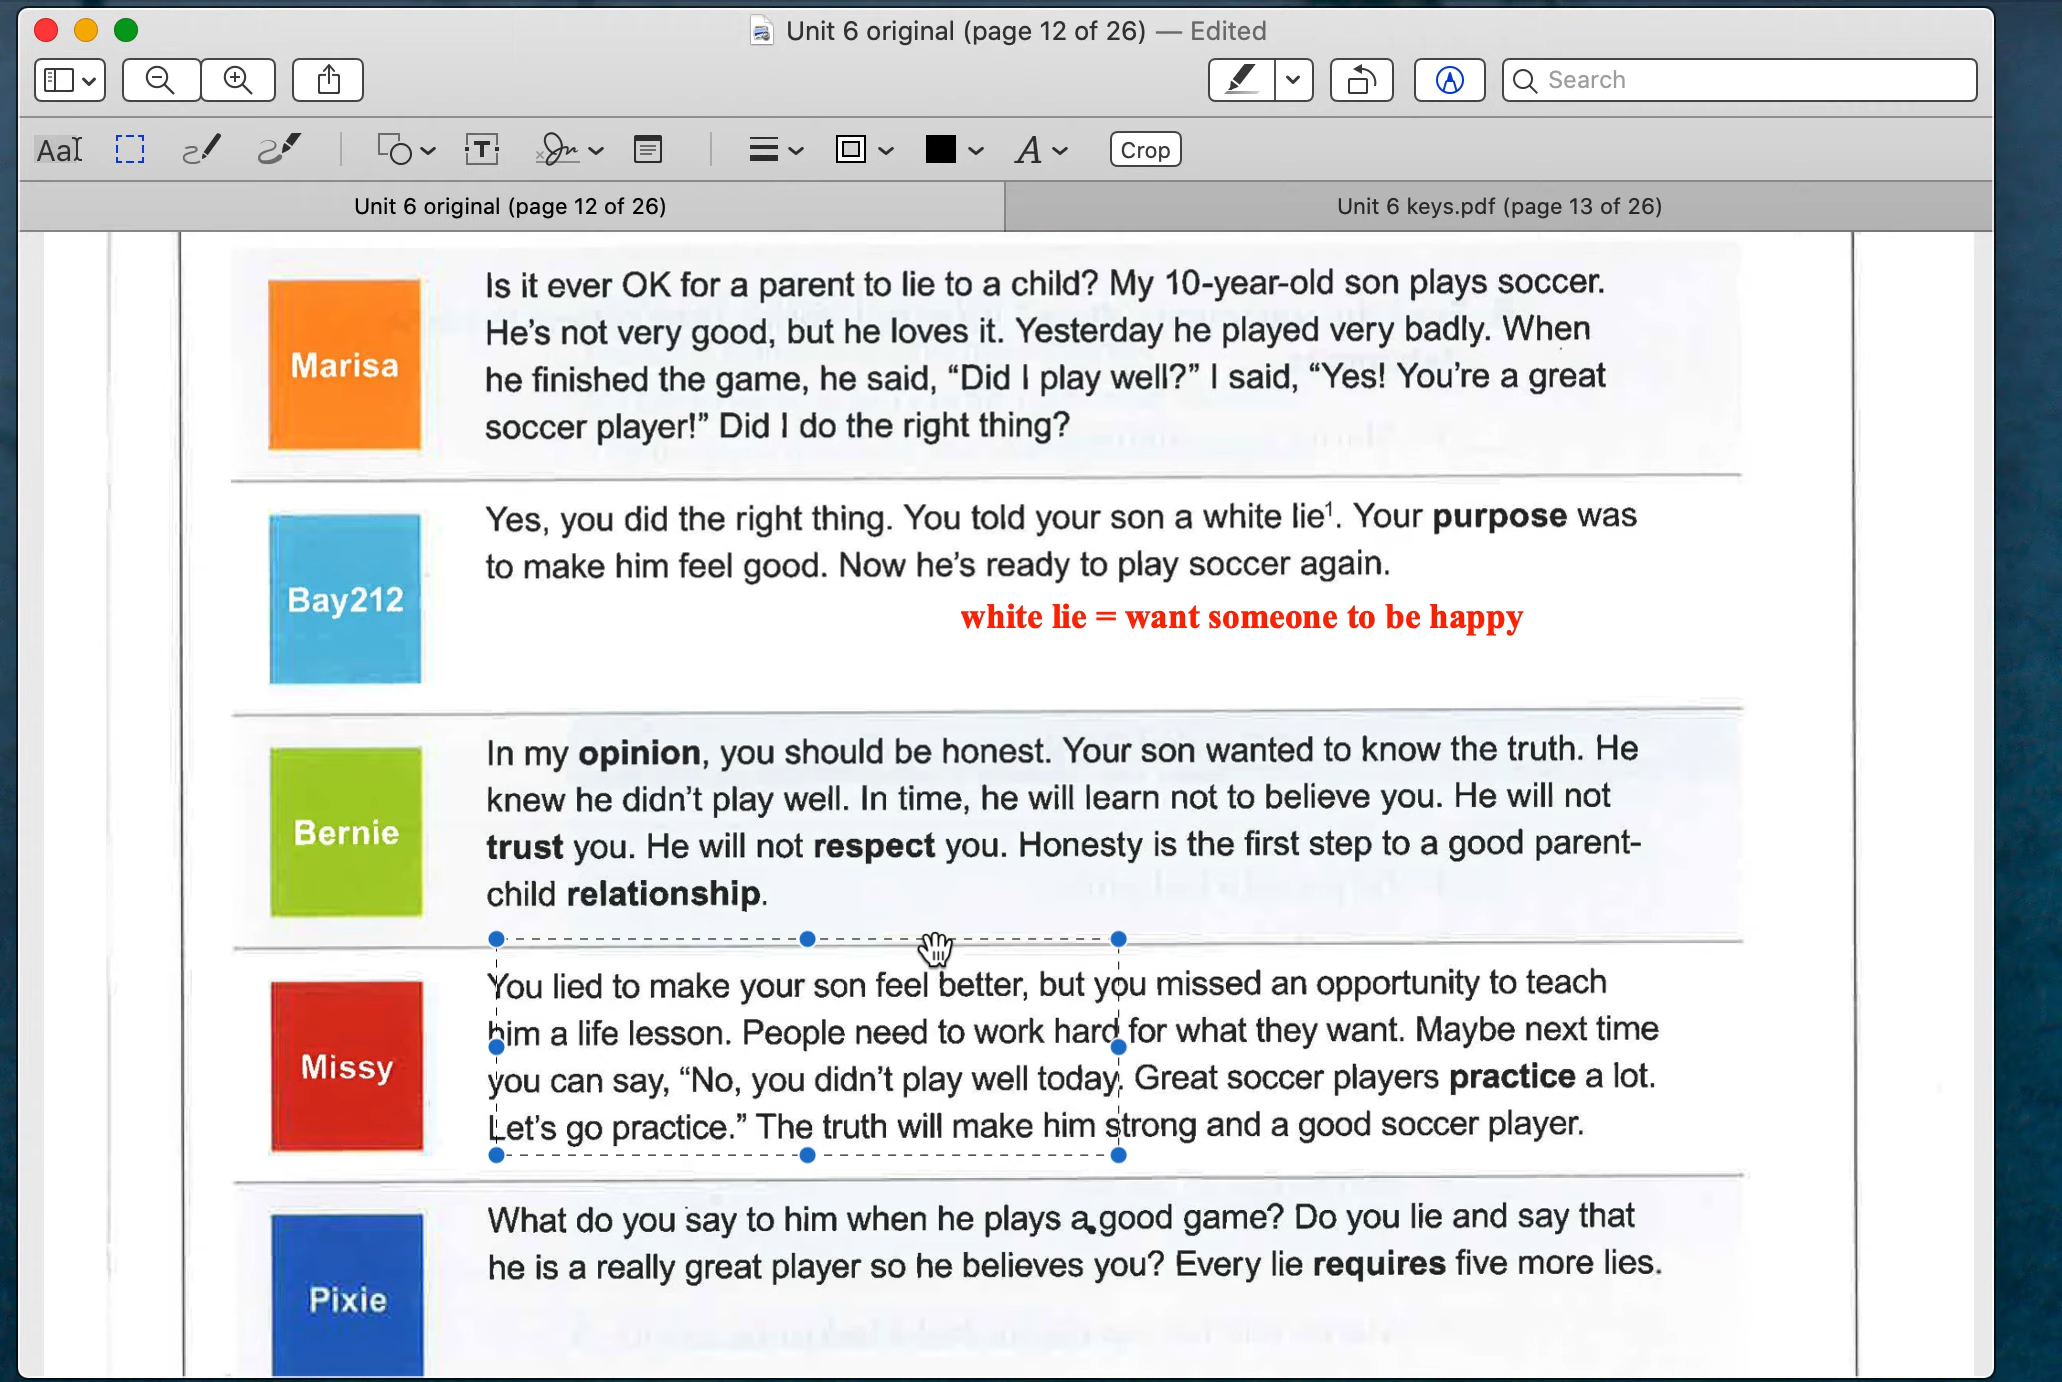 Unit 6 original (page 12 of 26) — Edited
Search
Aa
T
A
Crop
Unit 6 original (page 12 of 26)
Unit 6 keys.pdf (page 13 of 26)
Marisa
Is it ever OK for a parent to lie to a child? My 10-year-old son plays soccer.
He's not very good, but he loves it. Yesterday he played very badly. When
he finished the game, he said, “Did I play well?” I said, “Yes! You're a great
soccer player!” Did I do the right thing?
Bay212
Yes, you did the right thing. You told your son a white lie¹. Your purpose was
to make him feel good. Now he's ready to play soccer again.
white lie = want someone to be happy
Bernie
In my opinion, you should be honest. Your son wanted to know the truth. He
knew he didn't play well. In time, he will learn not to believe you. He will not
trust you. He will not respect you. Honesty is the first step to a good parent-
child relationship.
Missy
You lied to make your son feel better, but you missed an opportunity to teach
him a life lesson. People need to work hard for what they want. Maybe next time
you can say, “No, you didn't play well today. Great soccer players practice a lot.
Let's go practice.” The truth will make him strong and a good soccer player.
Pixie
What do you say to him when he plays a good game? Do you lie and say that
he is a really great player so he believes you? Every lie requires five more lies.